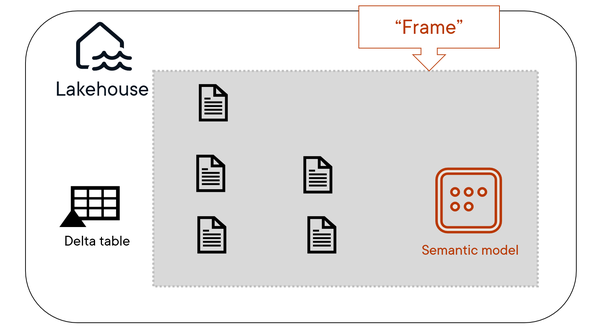 “Frame”
Lakehouse
Delta table
Semantic model